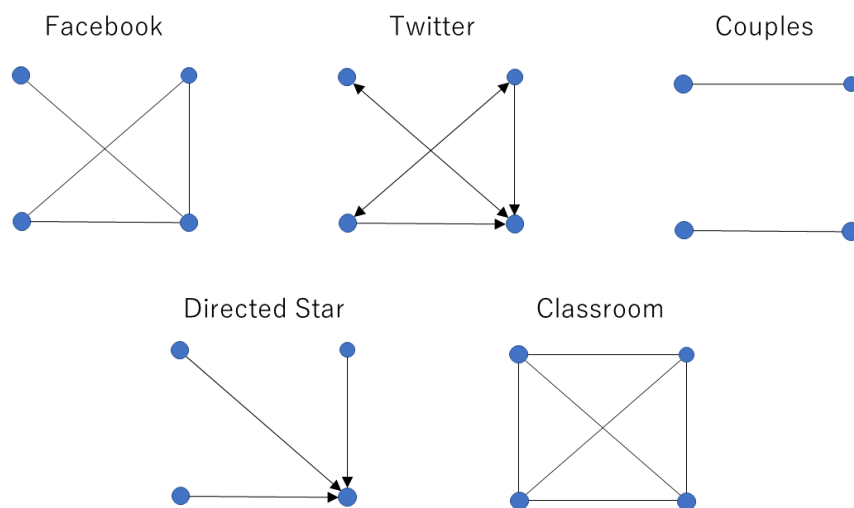 Facebook
Twitter
Couples
Directed Star
Classroom